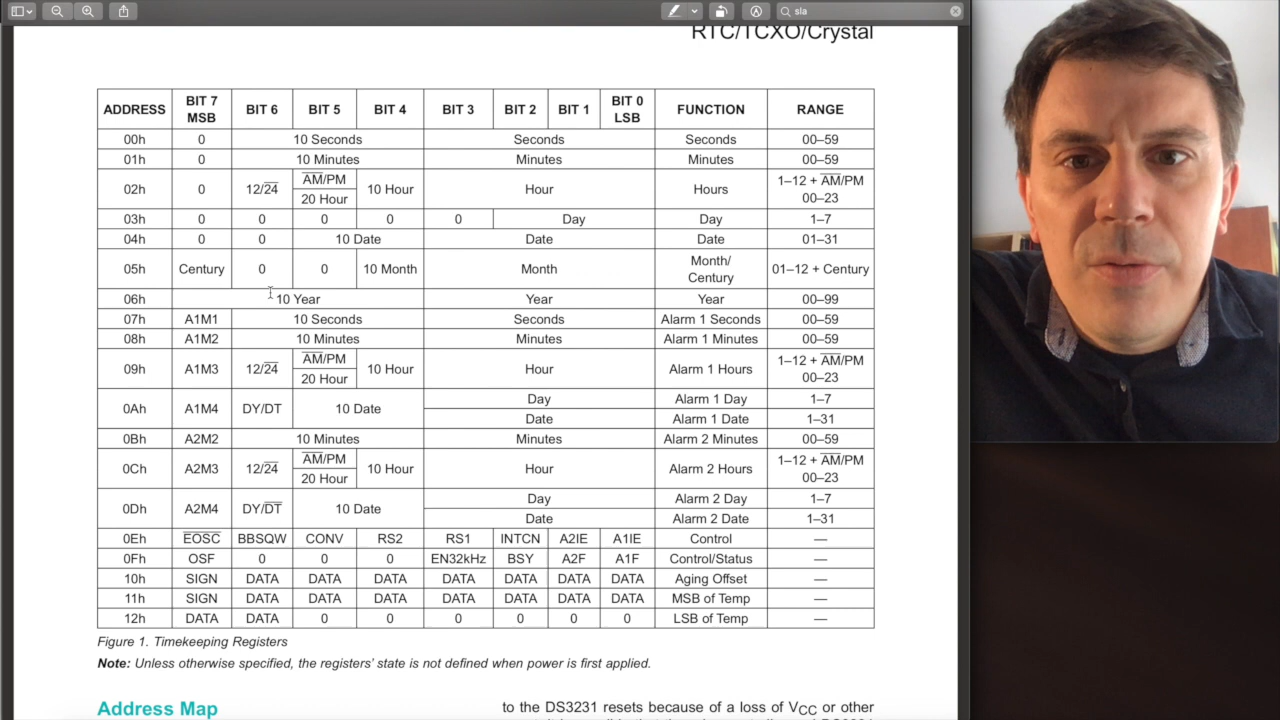 sla
RTC/TCXO/Crystal
ADDRESS BIT 7 MSB BIT 6 BIT 5 BIT 4 BIT 3 BIT 2 BIT 1 BIT 0 LSB FUNCTION RANGE
00h 0 10 Seconds Seconds Seconds 00–59
01h 0 10 Minutes Minutes Minutes 00–59
02h 0 12/24 AM/PM 20 Hour 10 Hour Hour Hours 1–12 + AM/PM 00–23
03h 0 0 0 0 0 Day Day 1–7
04h 0 0 10 Date Date Date 01–31
05h Century 0 0 10 Month Month Month/ Century 01–12 + Century
06h 10 Year Year Year 00–99
07h A1M1 10 Seconds Seconds Alarm 1 Seconds 00–59
08h A1M2 10 Minutes Minutes Alarm 1 Minutes 00–59
09h A1M3 12/24 AM/PM 20 Hour 10 Hour Hour Alarm 1 Hours 1–12 + AM/PM 00–23
0Ah A1M4 DY/DT 10 Date Day Alarm 1 Day 1–7
Date Alarm 1 Date 1–31
0Bh A2M2 10 Minutes Minutes Alarm 2 Minutes 00–59
0Ch A2M3 12/24 AM/PM 20 Hour 10 Hour Hour Alarm 2 Hours 1–12 + AM/PM 00–23
0Dh A2M4 DY/DT 10 Date Day Alarm 2 Day 1–7
Date Alarm 2 Date 1–31
0Eh EOSC BBSQW CONV RS2 RS1 INTCN A2IE A1IE Control —
0Fh OSF 0 0 0 EN32kHz BSY A2F A1F Control/Status —
10h SIGN DATA DATA DATA DATA DATA DATA DATA Aging Offset —
11h SIGN DATA DATA DATA DATA DATA DATA DATA MSB of Temp —
12h DATA DATA 0 0 0 0 0 0 LSB of Temp —
Figure 1. Timekeeping Registers
Note: Unless otherwise specified, the registers' state is not defined when power is first applied.
Address Map
to the DS3231 resets because of a loss of VCC or other